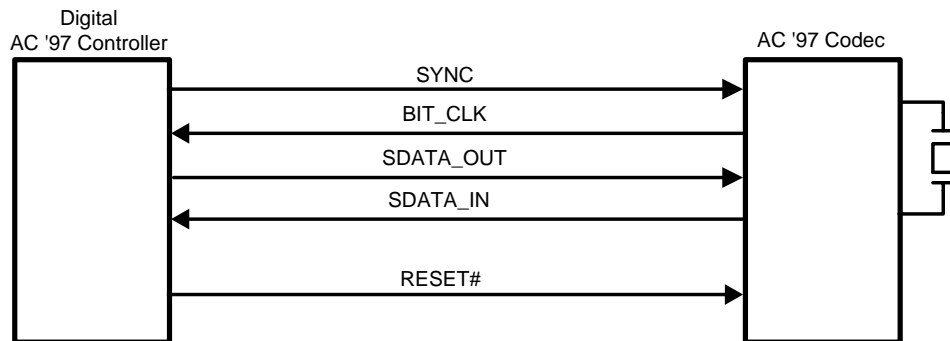 Digital
AC '97 Controller
AC '97 Codec
SYNC
BIT_CLK
SDATA_OUT
SDATA_IN
RESET#